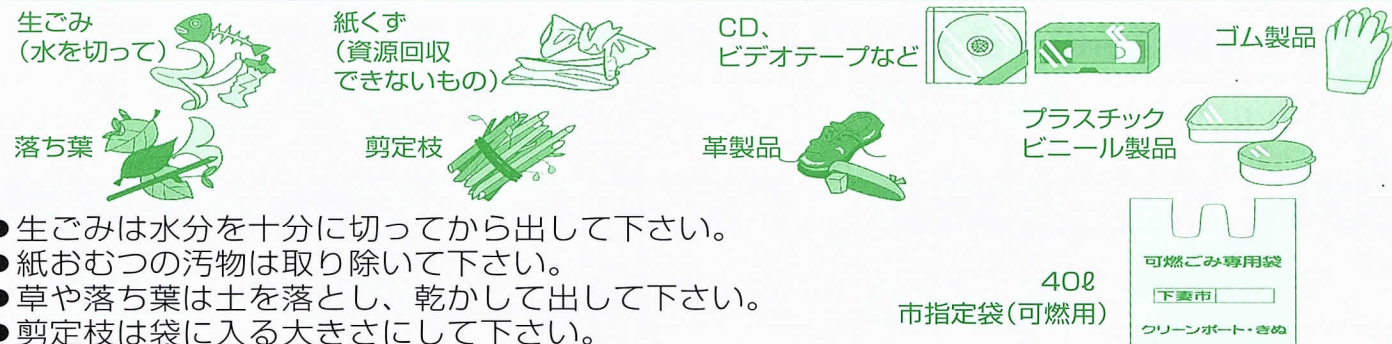 生ごみ
(水を切って)
紙くず
(資源回収
できないもの)
CD、
ビデオテープなど
ゴム製品
落ち葉
剪定枝
革製品
プラスチック
ビニール製品
●生ごみは水分を十分に切ってから出して下さい。
●紙おむつの汚物は取り除いて下さい。
●草や落ち葉は土を落とし、乾かして出して下さい。
●剪定枝は袋に入る大きさにして下さい。
40ℓ
市指定袋(可燃用)
可燃ごみ専用袋
下妻市
クリーンポート・きぬ